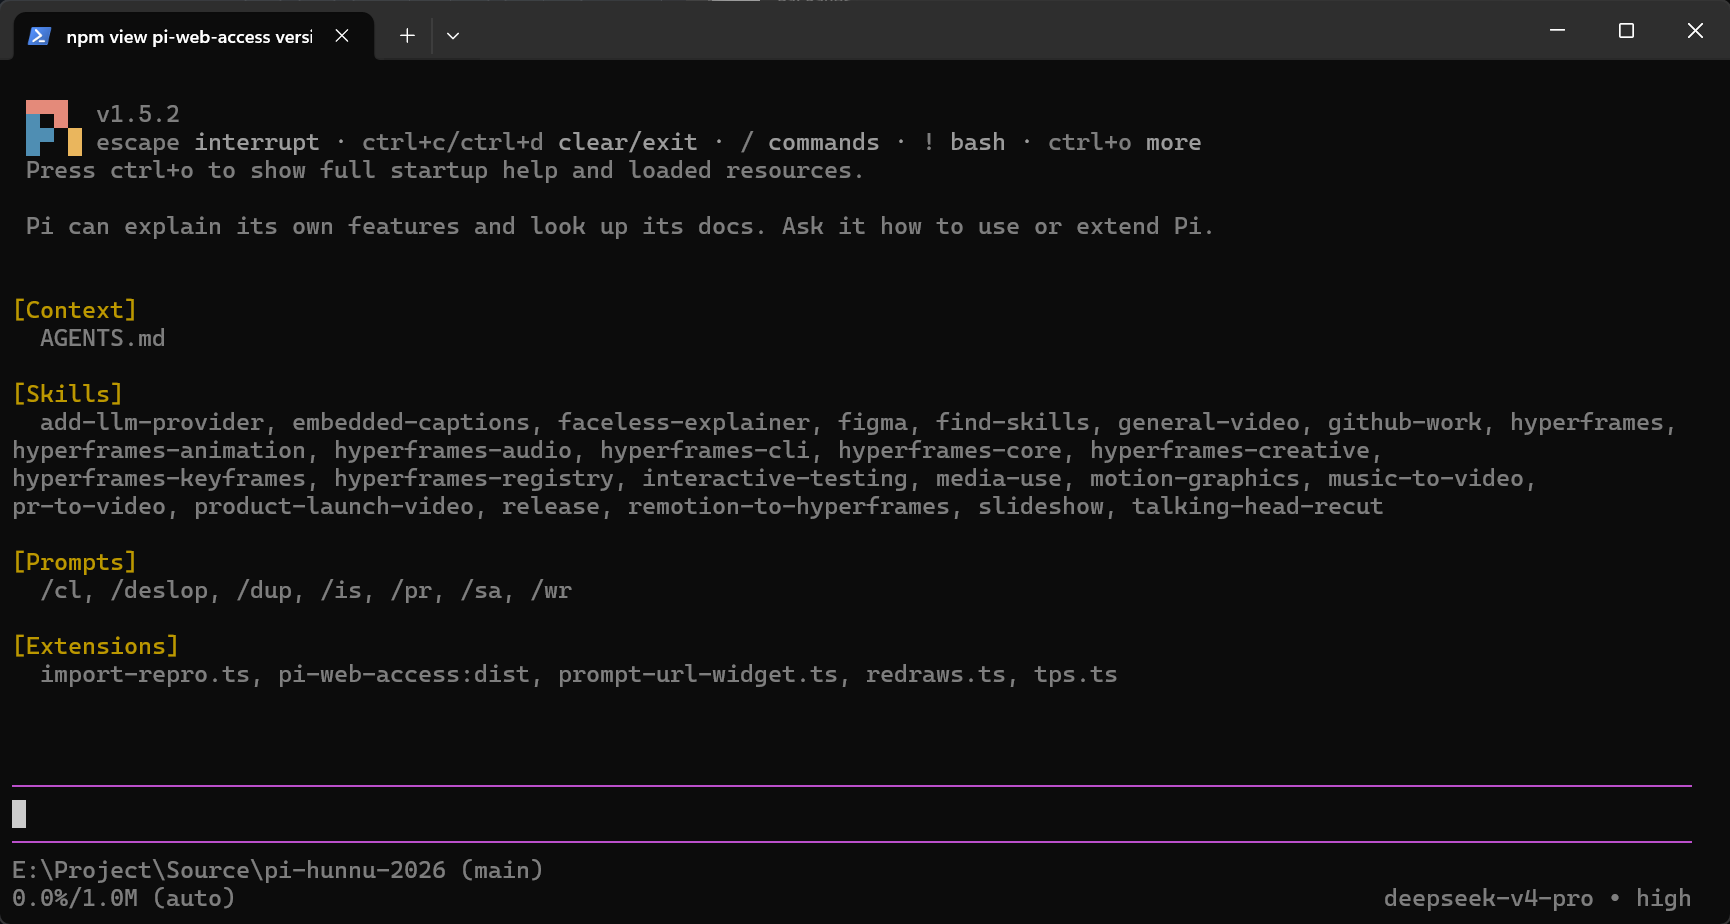 npm view pi-web-access versi
v1.5.2
escape interrupt · ctrl+c/ctrl+d clear/exit · / commands · ! bash · ctrl+o more
Press ctrl+o to show full startup help and loaded resources.
Pi can explain its own features and look up its docs. Ask it how to use or extend Pi.
[Context]
AGENTS.md
[Skills]
add-llm-provider, embedded-captions, faceless-explainer, figma, find-skills, general-video, github-work, hyperframes,
hyperframes-animation, hyperframes-audio, hyperframes-cli, hyperframes-core, hyperframes-creative,
hyperframes-keyframes, hyperframes-registry, interactive-testing, media-use, motion-graphics, music-to-video,
pr-to-video, product-launch-video, release, remotion-to-hyperframes, slideshow, talking-head-recut
[Prompts]
/cl, /deslop, /dup, /is, /pr, /sa, /wr
[Extensions]
import-repro.ts, pi-web-access:dist, prompt-url-widget.ts, redraws.ts, tps.ts
E:\Project\Source\pi-hunnu-2026 (main)
0.0%/1.0M (auto)
deepseek-v4-pro • high